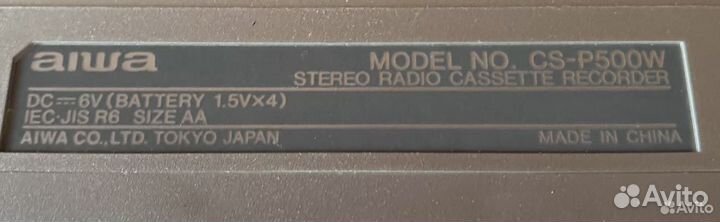 aiwa
MODEL NO. CS-P500W
STEREO RADIO CASSETTE RECORDER
DC⎓6V (BATTERY 1.5V×4)
IEC·JIS R6 SIZE AA
AIWA CO., LTD. TOKYO JAPAN
MADE IN CHINA
Avito
Avito